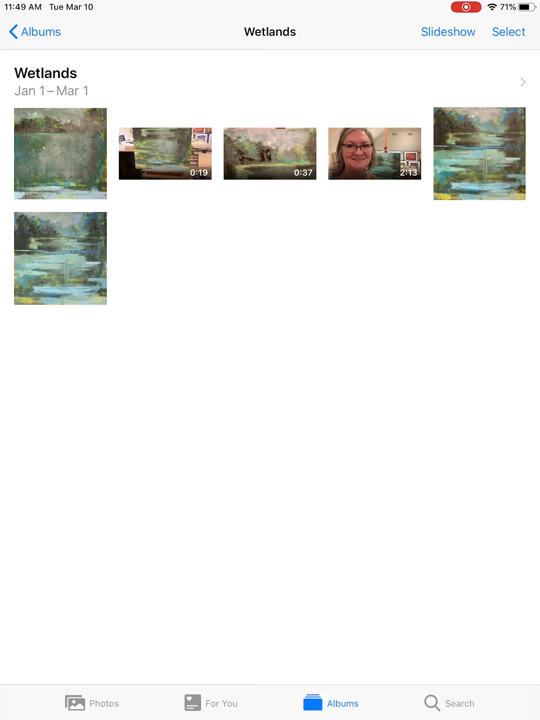 11:49 AM Tue Mar 10 71%
Albums Wetlands Slideshow Select
Wetlands
Jan 1 – Mar 1
0:19 0:37 2:13
Photos For You Albums Search